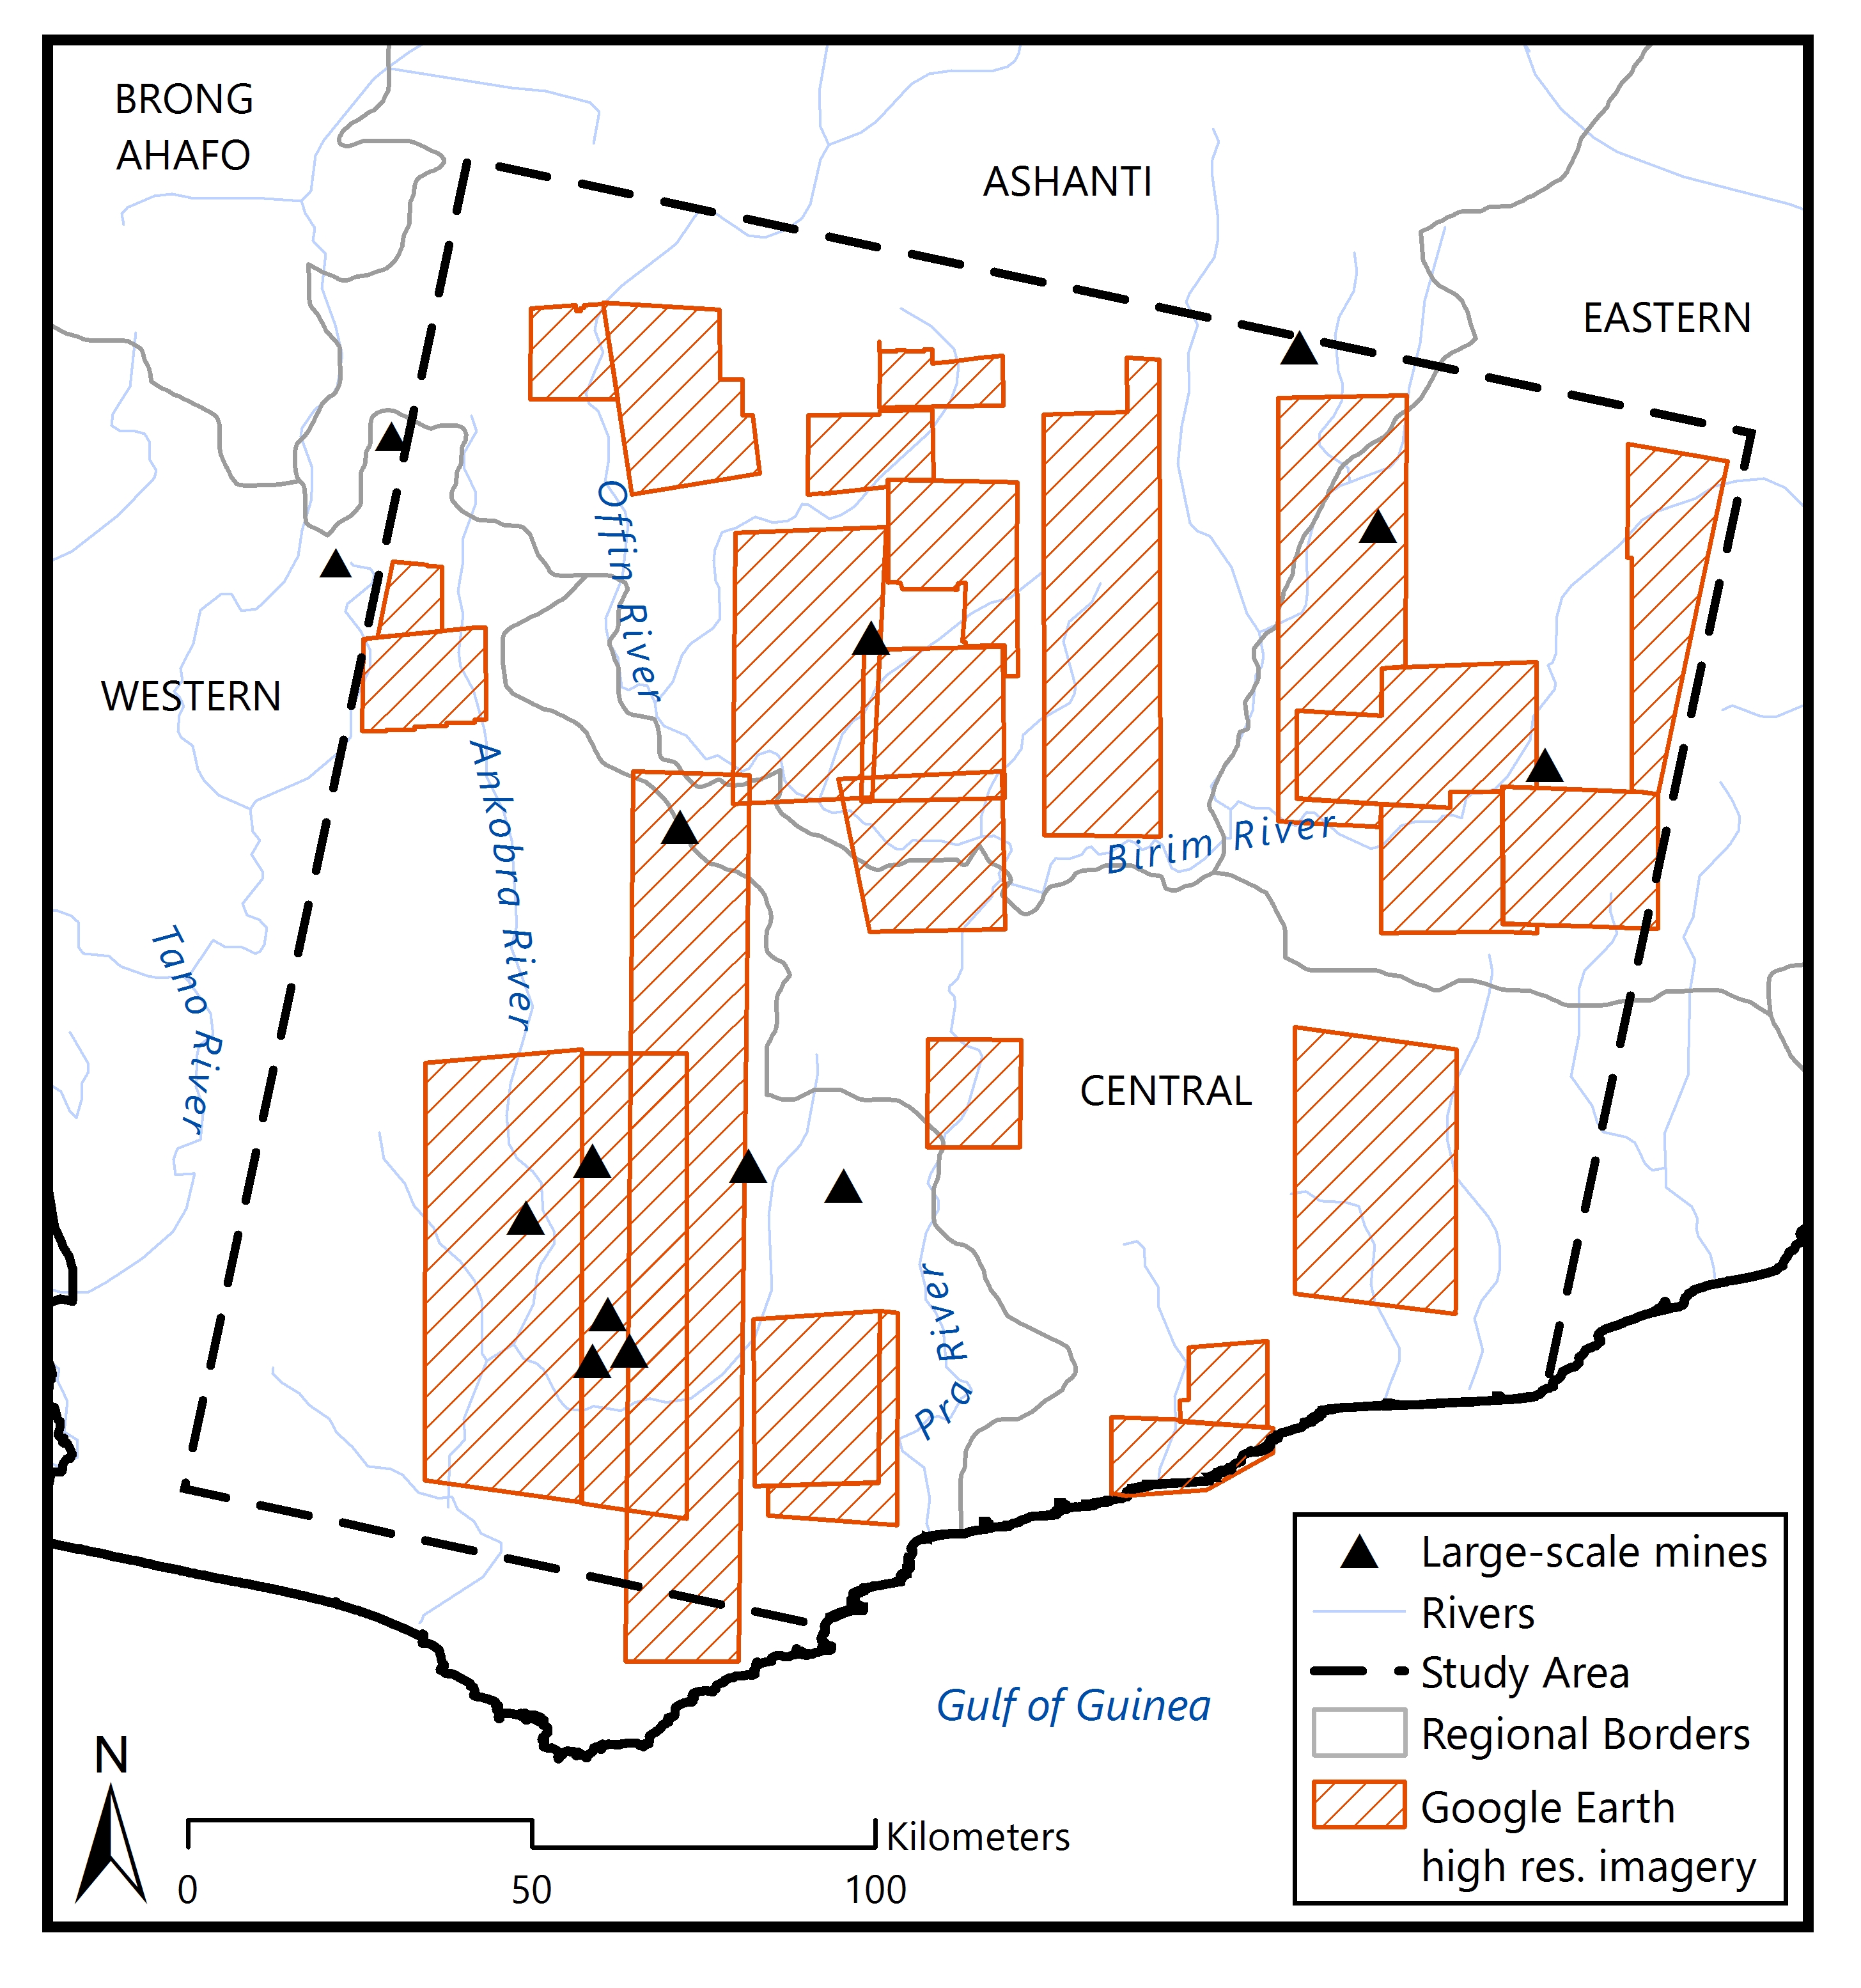 BRONG
AHAFO
ASHANTI
EASTERN
Offin River
WESTERN
Ankobra River
Birim River
Tano River
CENTRAL
Pra River
Gulf of Guinea
N
Kilometers
0
50
100
Large-scale mines
Rivers
Study Area
Regional Borders
Google Earth
high res. imagery